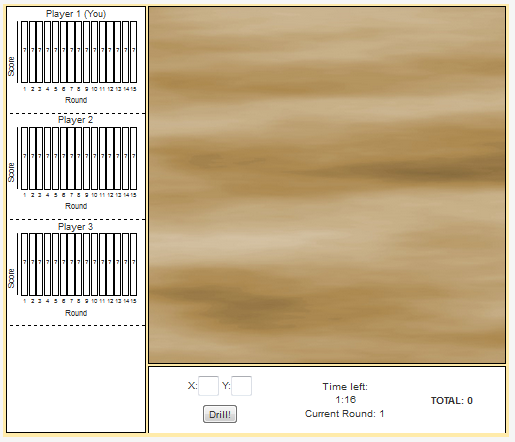 Player 1 (You)
Score
? ? ? ? ? ? ? ? ? ? ? ? ? ? ?
1 2 3 4 5 6 7 8 9 10 11 12 13 14 15
Round
Player 2
Score
? ? ? ? ? ? ? ? ? ? ? ? ? ? ?
1 2 3 4 5 6 7 8 9 10 11 12 13 14 15
Round
Player 3
Score
? ? ? ? ? ? ? ? ? ? ? ? ? ? ?
1 2 3 4 5 6 7 8 9 10 11 12 13 14 15
Round
X: Y:
Drill!
Time left:
1:16
Current Round: 1
TOTAL: 0